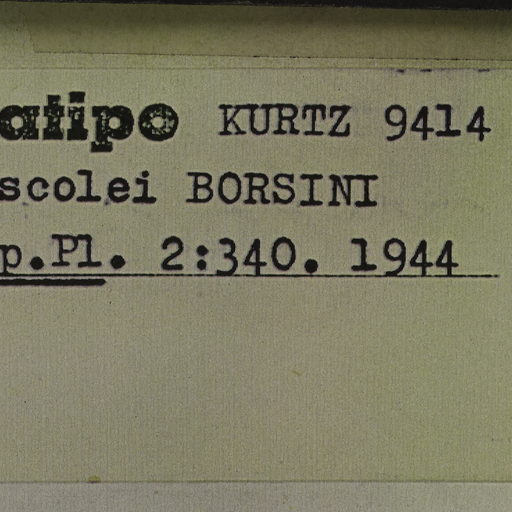 atipo KURTZ 9414
scolei BORSINI
p.Pl. 2:340. 1944